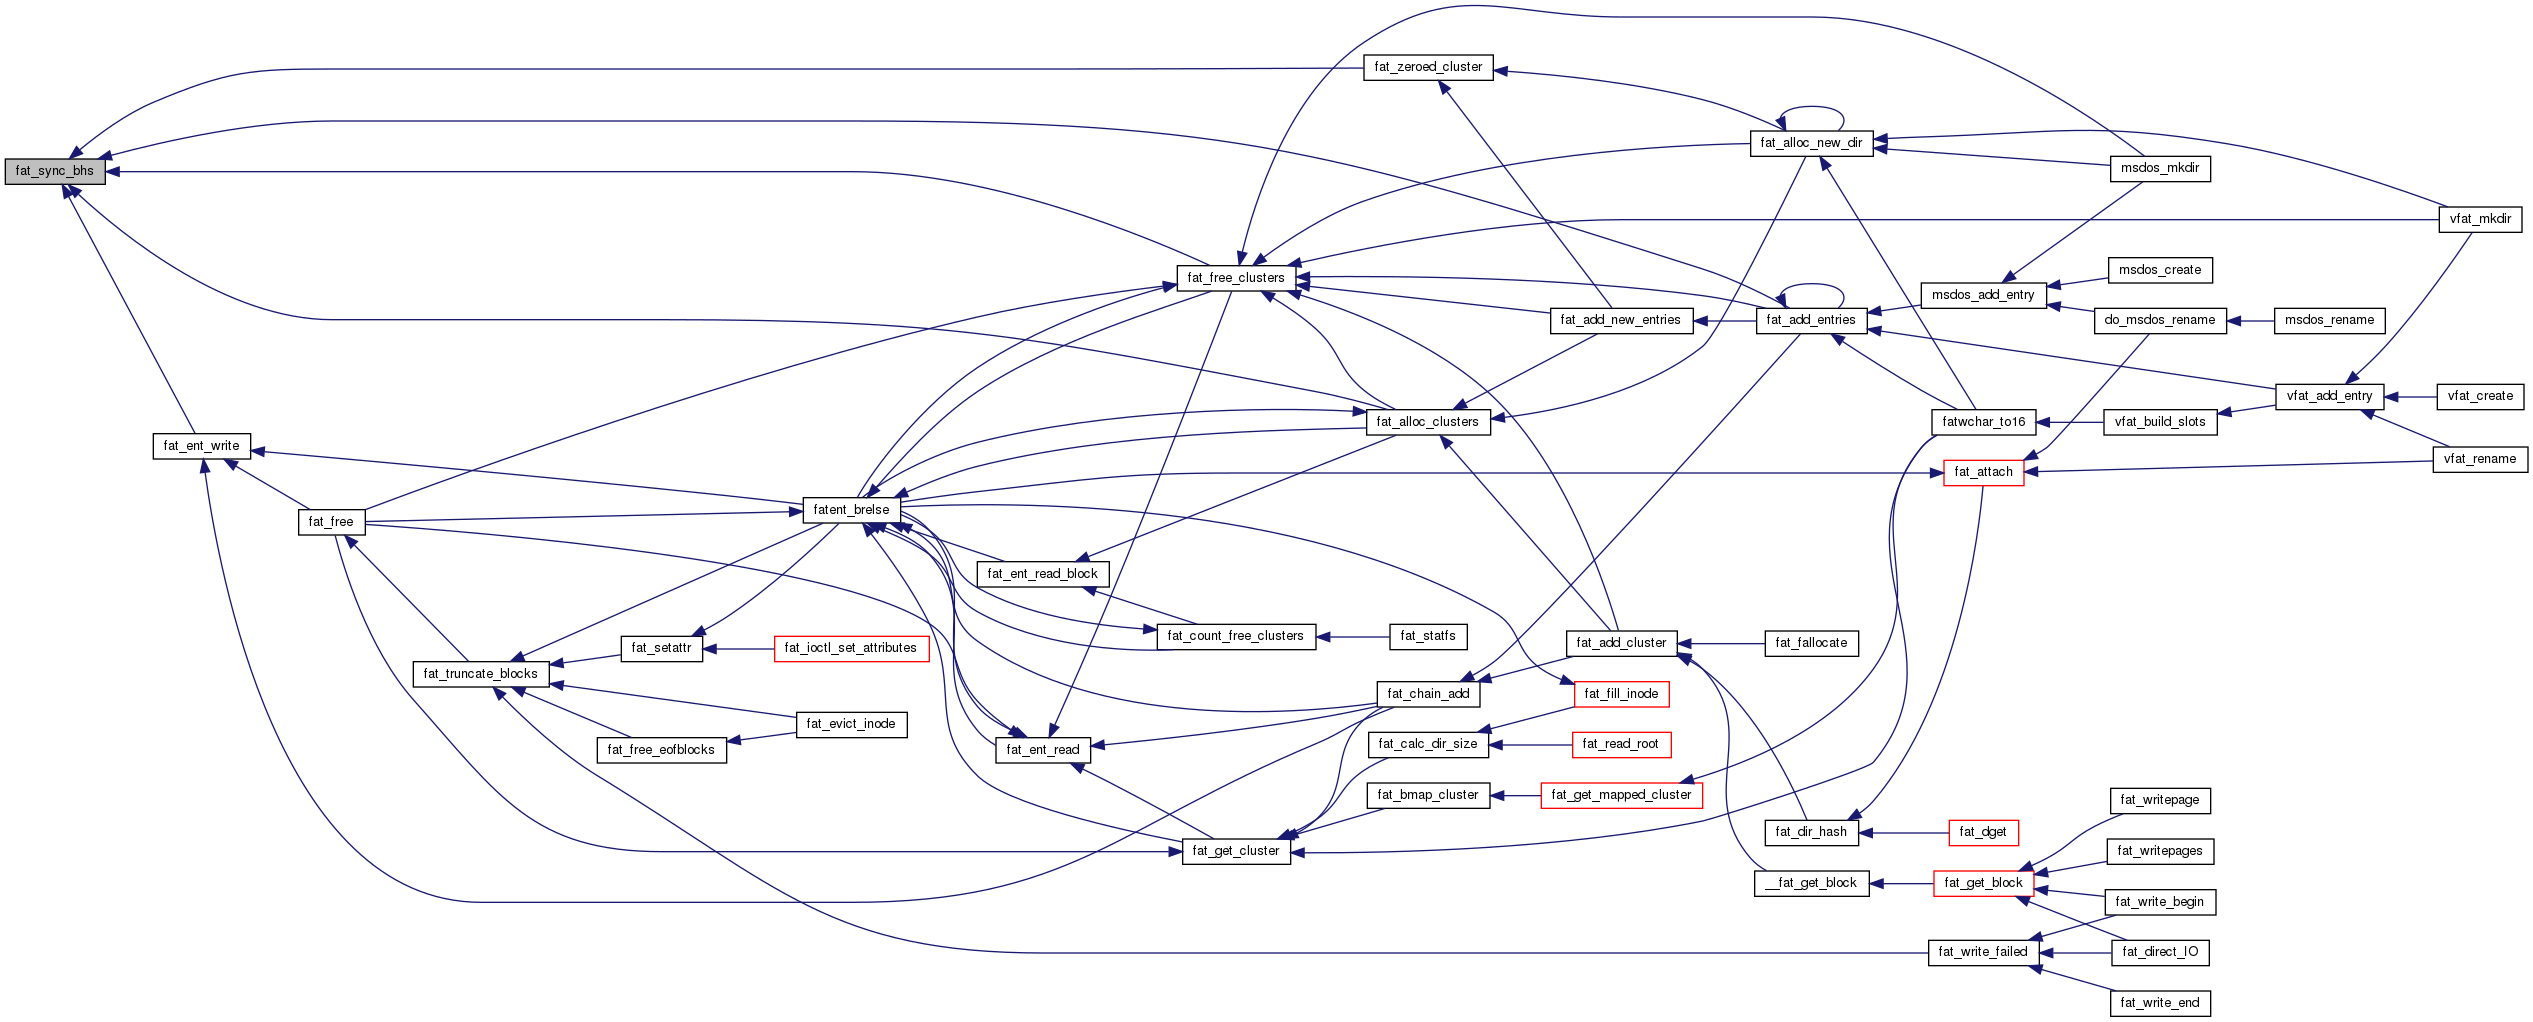 fat_sync_bhs
fat_ent_write
fat_free
fat_truncate_blocks
fat_setattr
fat_free_eofblocks
fat_ioctl_set_attributes
fat_evict_inode
fatent_brelse
fat_ent_read_block
fat_ent_read
fat_free_clusters
fat_count_free_clusters
fat_get_cluster
fat_zeroed_cluster
fat_alloc_clusters
fat_statfs
fat_chain_add
fat_calc_dir_size
fat_bmap_cluster
fat_add_new_entries
fat_add_cluster
fat_fill_inode
fat_read_root
fat_get_mapped_cluster
fat_alloc_new_dir
fat_add_entries
fat_fallocate
fat_dir_hash
__fat_get_block
msdos_add_entry
fatwchar_to16
fat_attach
fat_dget
fat_get_block
fat_write_failed
msdos_mkdir
msdos_create
do_msdos_rename
vfat_build_slots
fat_writepage
fat_writepages
fat_write_begin
fat_direct_IO
fat_write_end
msdos_rename
vfat_add_entry
vfat_mkdir
vfat_create
vfat_rename